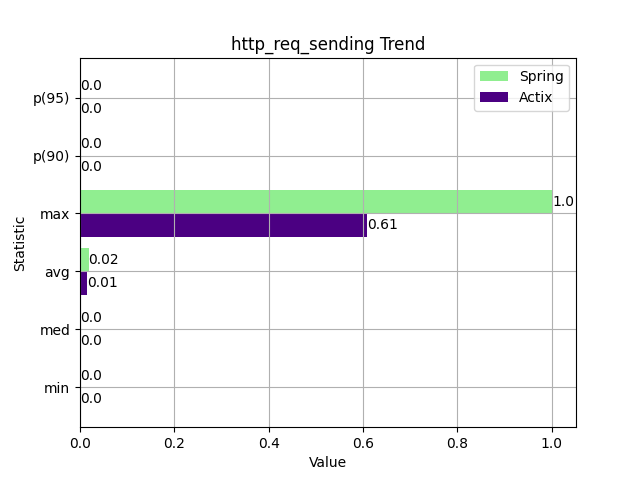 http_req_sending Trend
Spring
Actix
p(95)
0.0
0.0
p(90)
0.0
0.0
max
1.0
0.61
avg
0.02
0.01
med
0.0
0.0
min
0.0
0.0
Statistic
0.0 0.2 0.4 0.6 0.8 1.0
Value